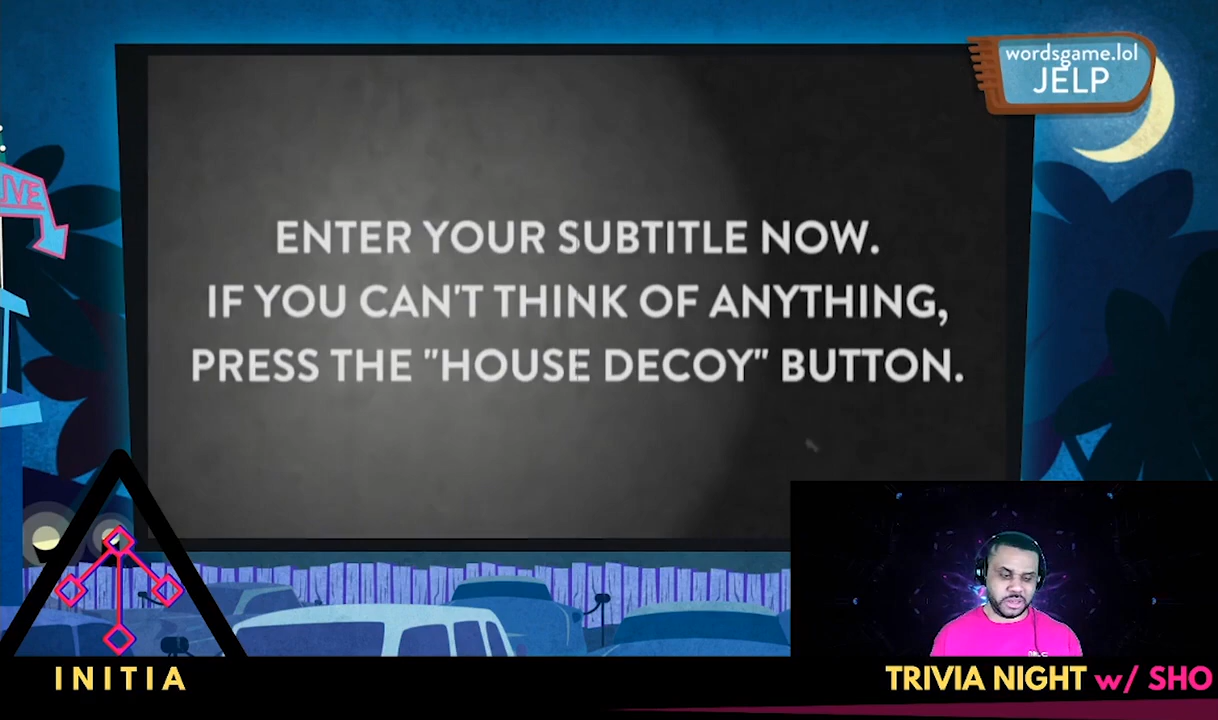 wordsgame.lol
JELP
IVE
ENTER YOUR SUBTITLE NOW.
IF YOU CAN'T THINK OF ANYTHING,
PRESS THE "HOUSE DECOY" BUTTON.
INITIA
TRIVIA NIGHT w/ SHO